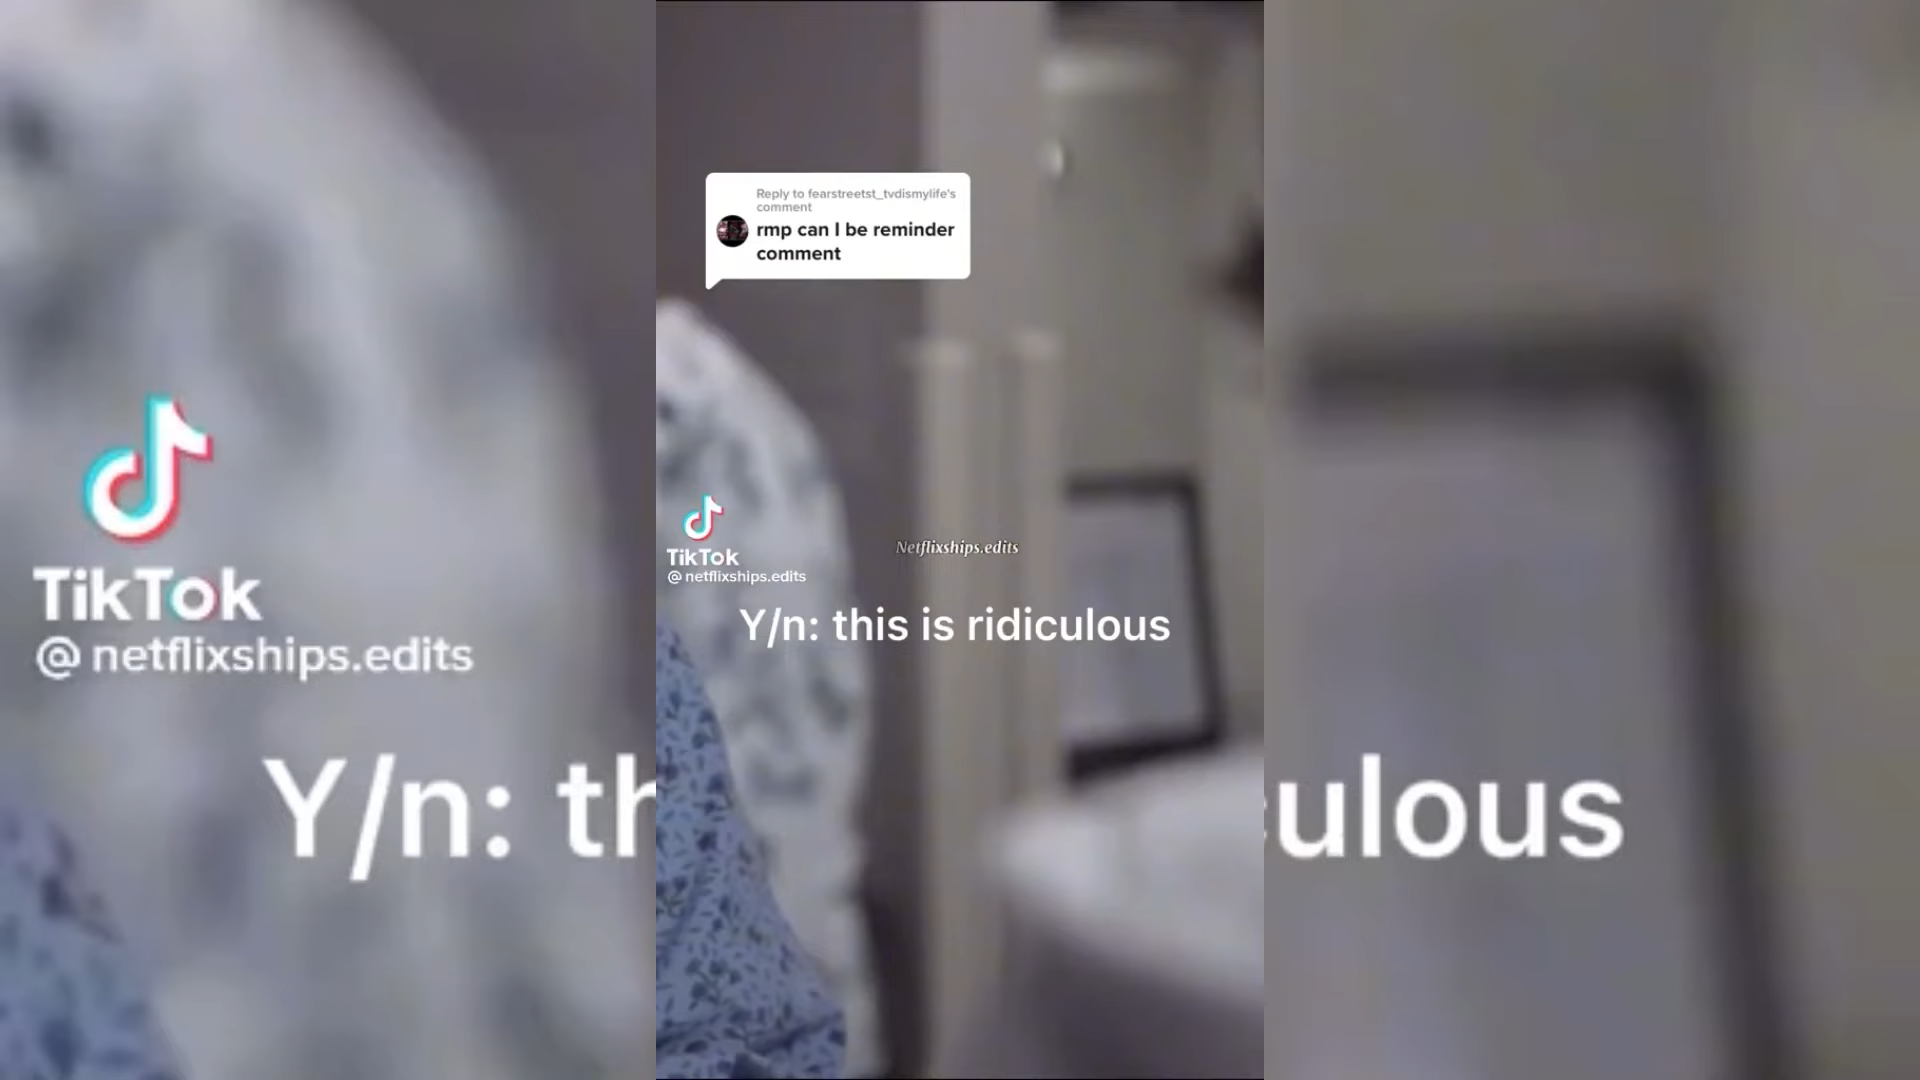 Reply to fearstreetst_tvdismylife's
comment
rmp can I be reminder
comment
TikTok
@netflixships.edits
Netflixships.edits
Y/n: this is ridiculous
TikTok
@netflixships.edits
Y/n: th
culous